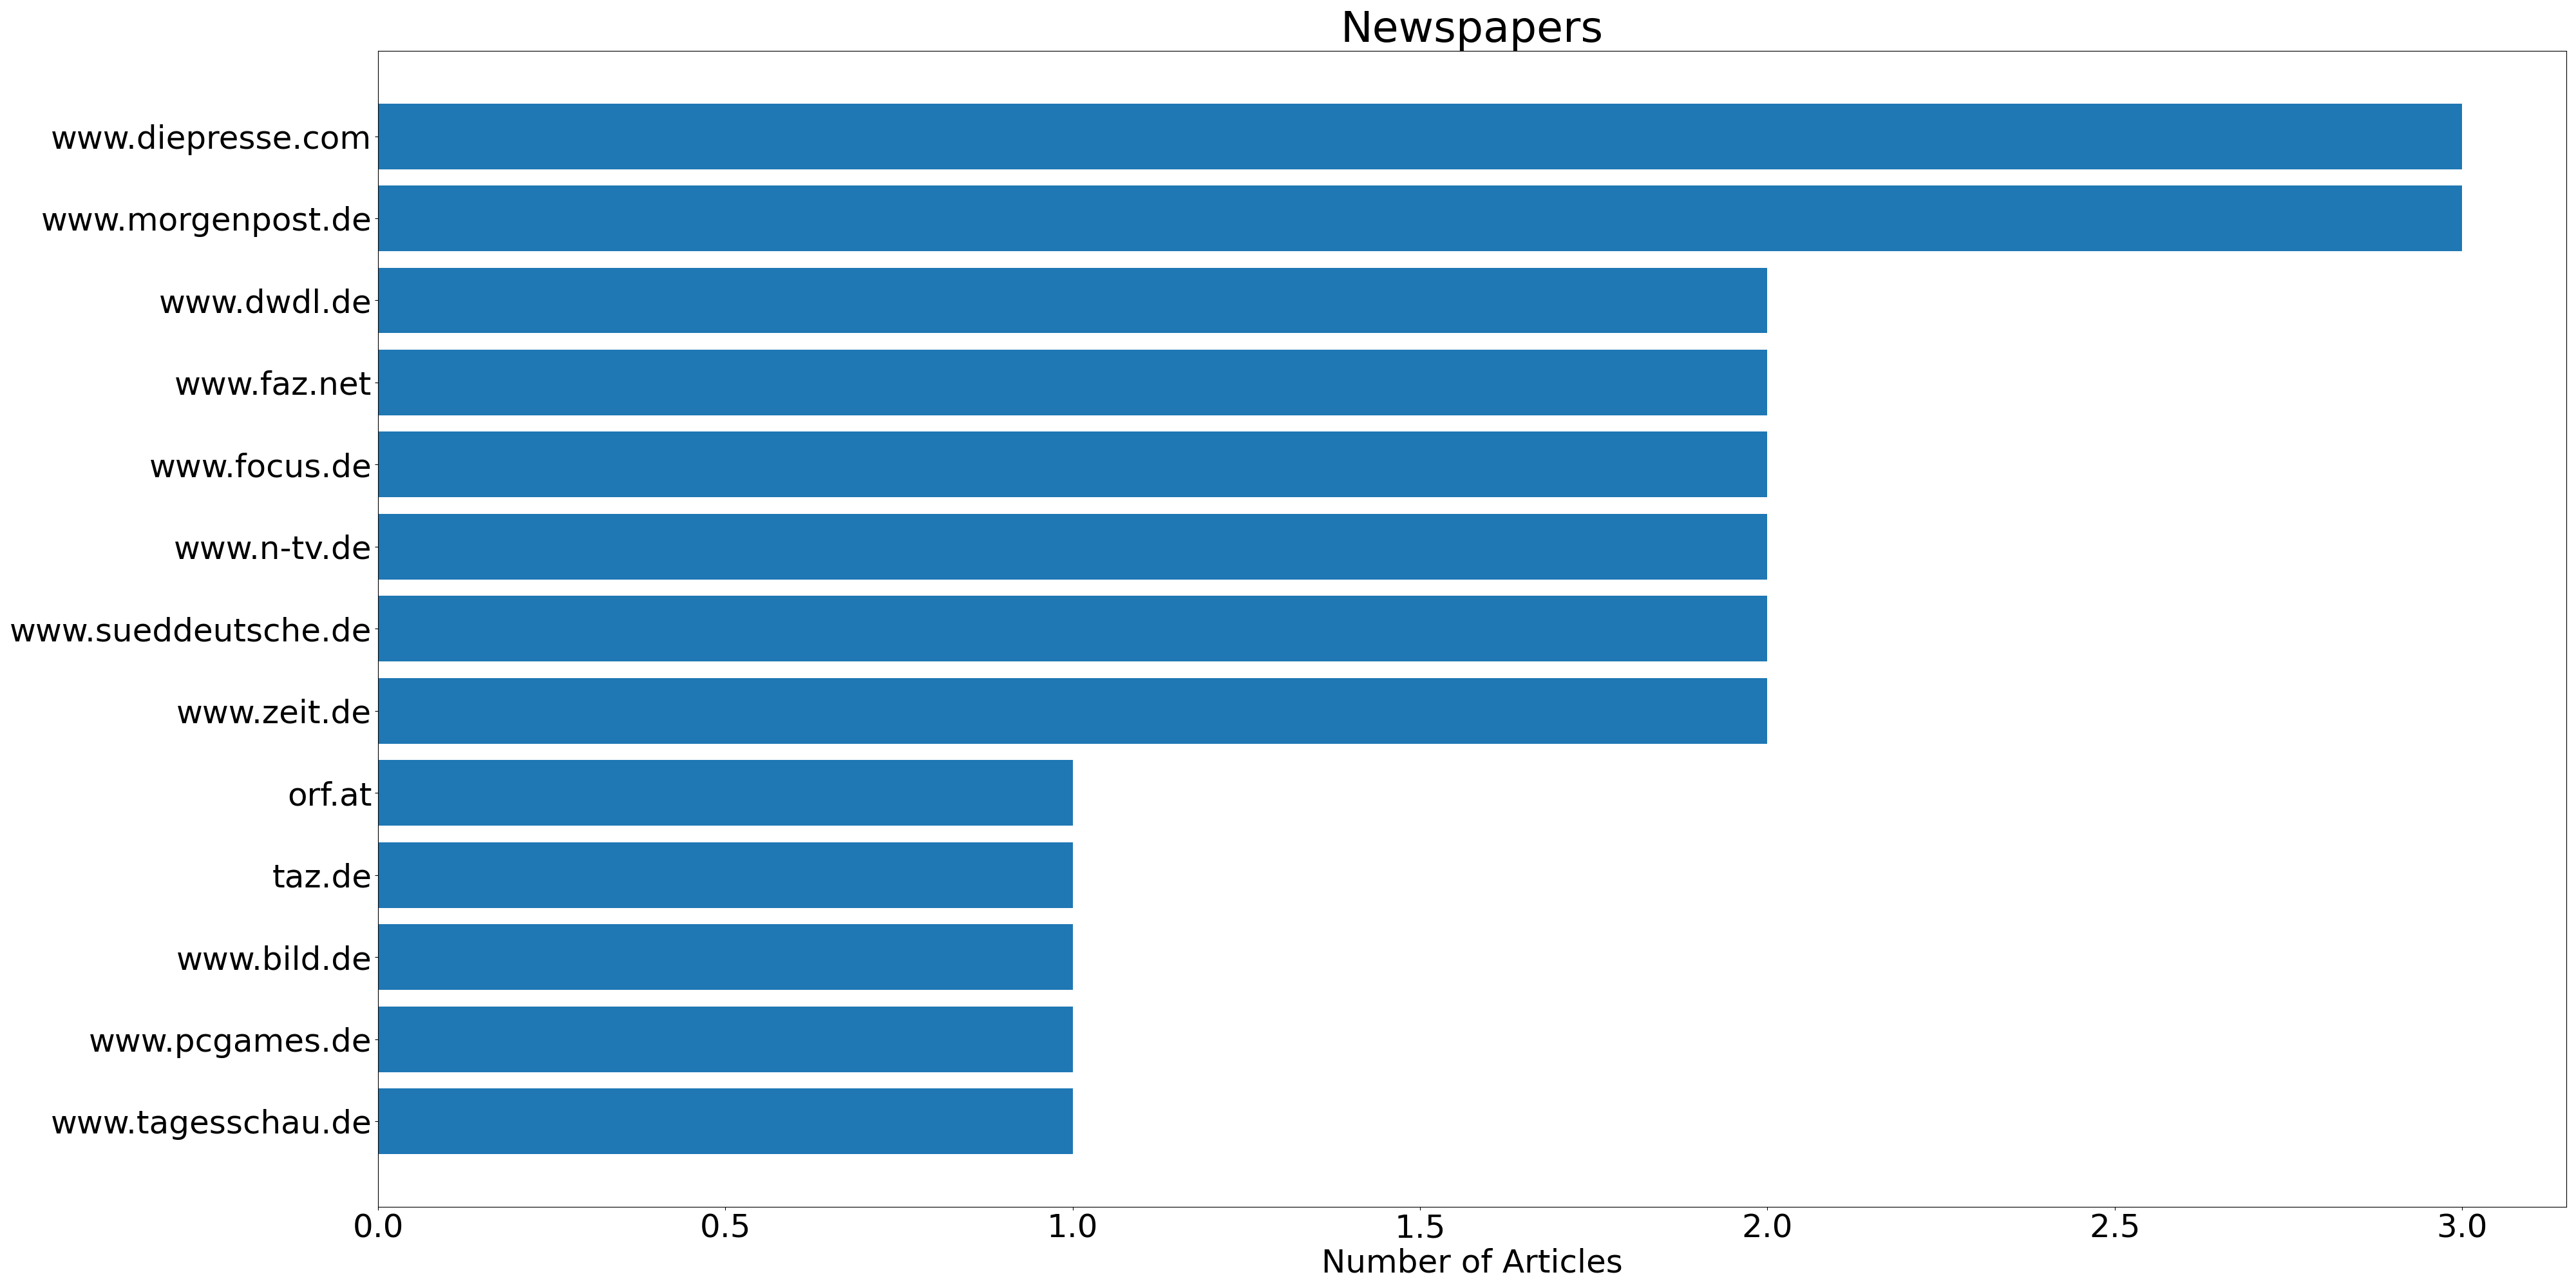 Newspapers
www.diepresse.com
www.morgenpost.de
www.dwdl.de
www.faz.net
www.focus.de
www.n-tv.de
www.sueddeutsche.de
www.zeit.de
orf.at
taz.de
www.bild.de
www.pcgames.de
www.tagesschau.de
0.0 0.5 1.0 1.5 2.0 2.5 3.0
Number of Articles